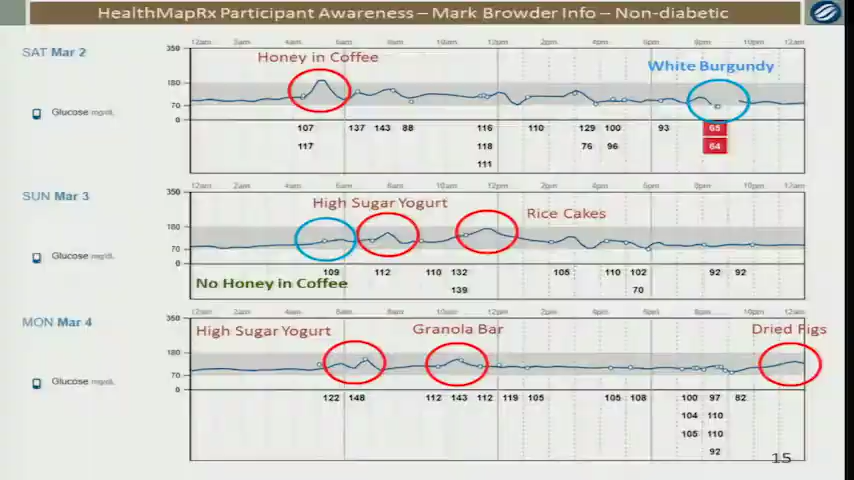 HealthMapRx Participant Awareness – Mark Browder Info – Non-diabetic
SAT Mar 2
350 12am 2am 4am 6am 8am 10am 12pm 2pm 4pm 6pm 8pm 10pm 12am
Honey in Coffee
White Burgundy
180
70
Glucose mg/dL
0
107 137 143 88 116 110 129 100 93 65
117 118 76 96 64
111
SUN Mar 3
350 12am 2am 4am 6am 8am 10am 12pm 2pm 4pm 6pm 8pm 10pm 12am
High Sugar Yogurt
Rice Cakes
180
70
Glucose mg/dL
0
109 112 110 132 105 110 102 92 92
No Honey in Coffee
139 70
MON Mar 4
350 12am 2am 4am 6am 8am 10am 12pm 2pm 4pm 6pm 8pm 10pm 12am
High Sugar Yogurt Granola Bar Dried Figs
180
70
Glucose mg/dL
0
122 148 112 143 112 119 105 105 108 100 97 82
104 110
105 110
92
15